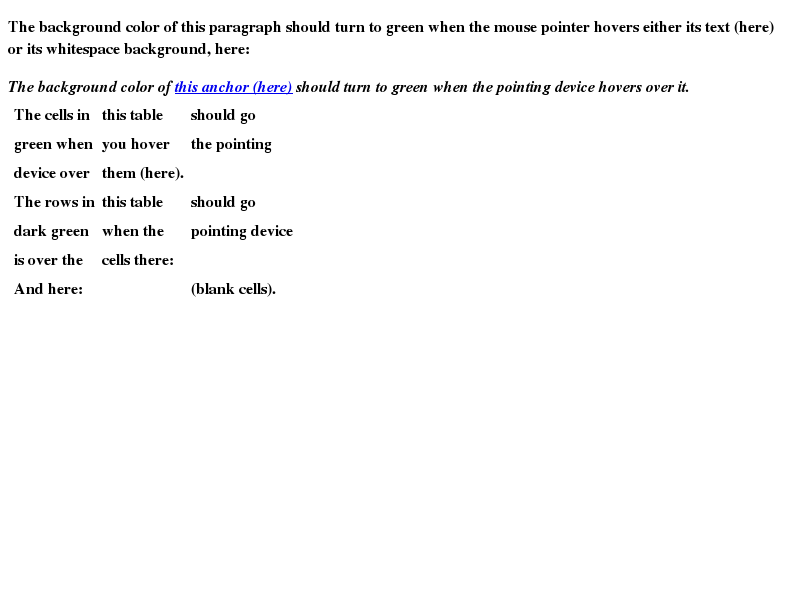 The background color of this paragraph should turn to green when the mouse pointer hovers either its text (here)
or its whitespace background, here:
The background color of this anchor (here) should turn to green when the pointing device hovers over it.
The cells in this table should go
green when you hover the pointing
device over them (here).
The rows in this table should go
dark green when the pointing device
is over the cells there:
And here: (blank cells).